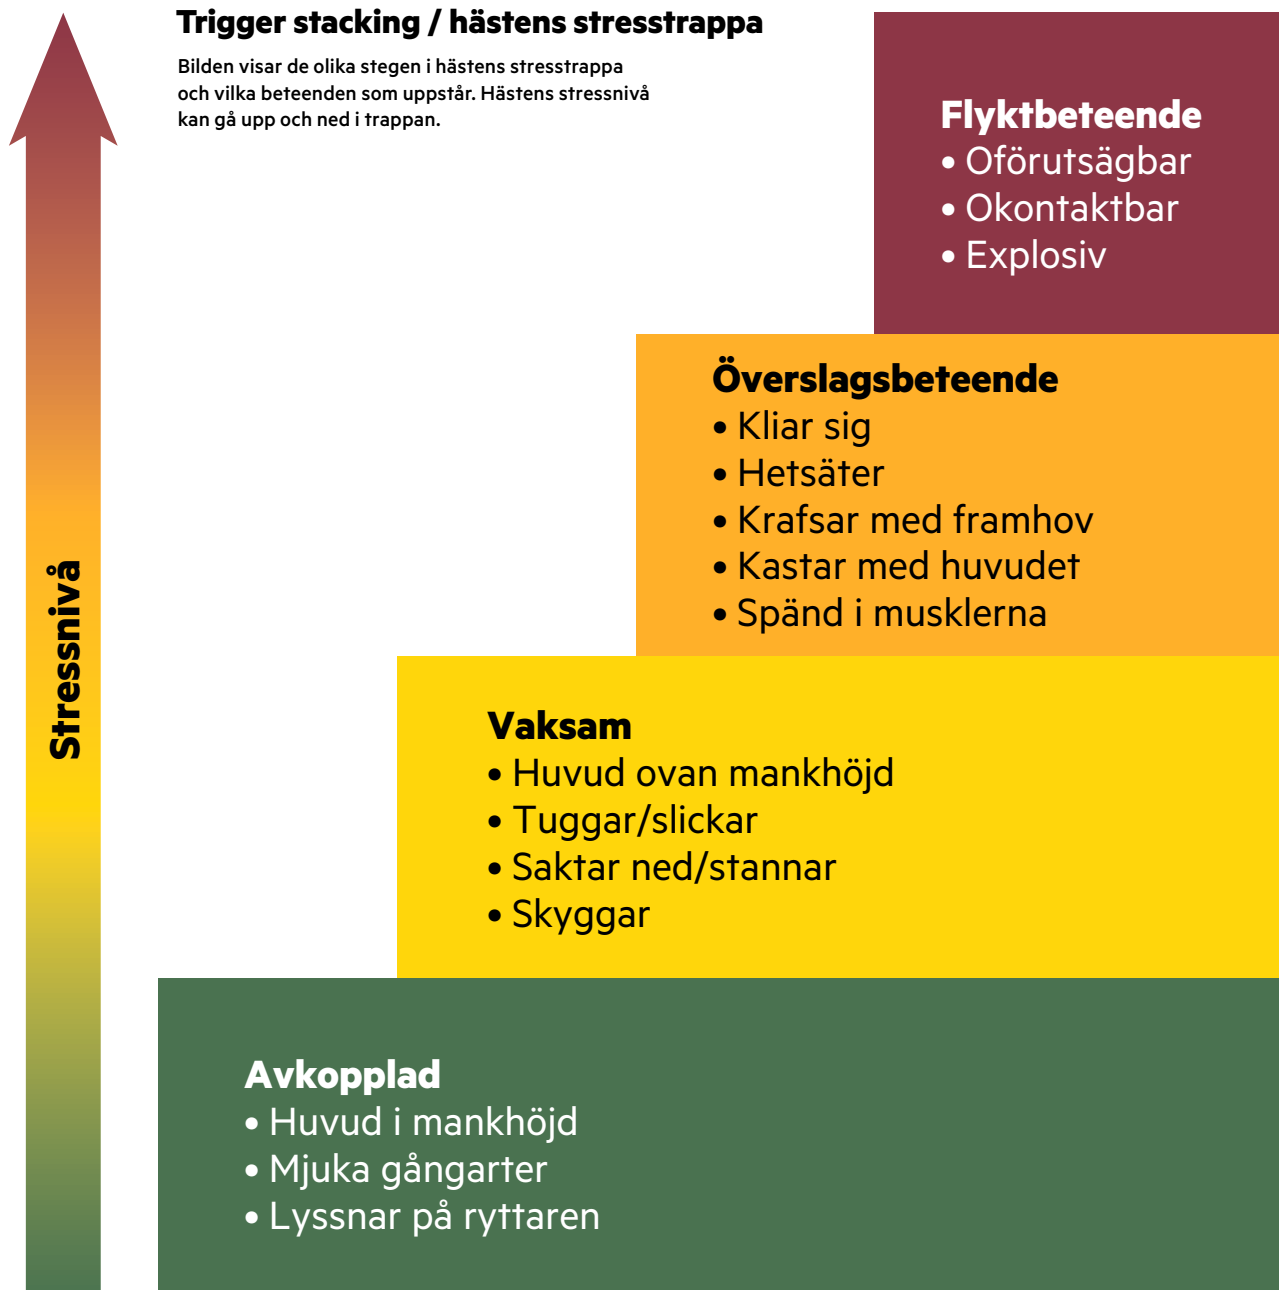 Trigger stacking / hästens stresstrappa
Bilden visar de olika stegen i hästens stresstrappa
och vilka beteenden som uppstår. Hästens stressnivå
kan gå upp och ned i trappan.
Flyktbeteende
• Oförutsägbar
• Okontaktbar
• Explosiv
Överslagsbeteende
• Kliar sig
• Hetsäter
• Krafsar med framhov
• Kastar med huvudet
• Spänd i musklerna
Stressnivå
Vaksam
• Huvud ovan mankhöjd
• Tuggar/slickar
• Saktar ned/stannar
• Skyggar
Avkopplad
• Huvud i mankhöjd
• Mjuka gångarter
• Lyssnar på ryttaren